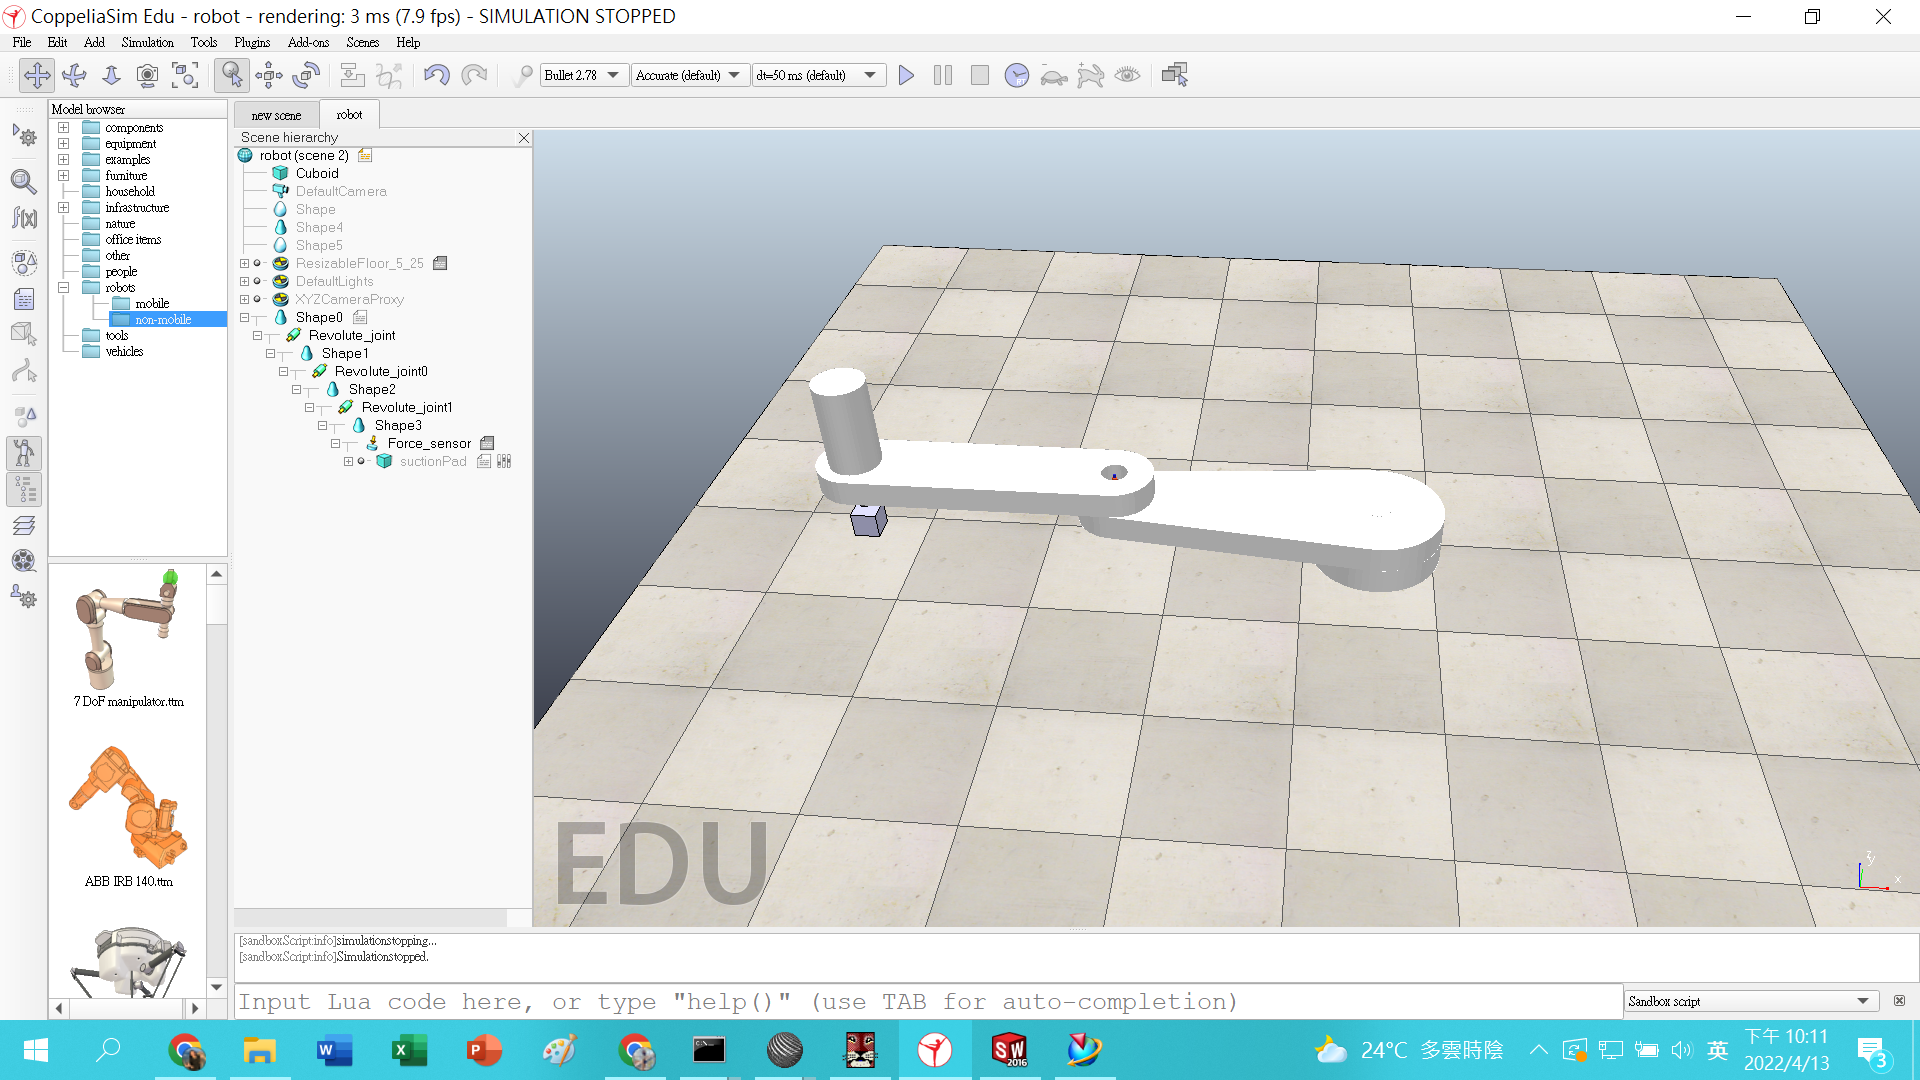 CoppeliaSim Edu - robot - rendering: 3 ms (7.9 fps) - SIMULATION STOPPED
File Edit Add Simulation Tools Plugins Add-ons Scenes Help
Bullet 2.78 Accurate (default) dt=50 ms (default)
f(x)
Model browser
components
equipment
examples
furniture
household
infrastructure
nature
office items
other
people
robots
mobile
non-mobile
tools
vehicles
7 DoF manipulator.ttm
ABB IRB 140.ttm
new scene robot
Scene hierarchy
robot (scene 2)
Cuboid
DefaultCamera
Shape
Shape4
Shape5
ResizableFloor_5_25
DefaultLights
XYZCameraProxy
Shape0
Revolute_joint
Shape1
Revolute_joint0
Shape2
Revolute_joint1
Shape3
Force_sensor
suctionPad
EDU
z
y
x
[sandboxScript:info]simulationstopping...
[sandboxScript:info]Simulationstopped.
Input Lua code here, or type "help()" (use TAB for auto-completion)
Sandbox script
W X P SW 2016
24°C 多雲時陰
英
下午 10:11
2022/4/13
3